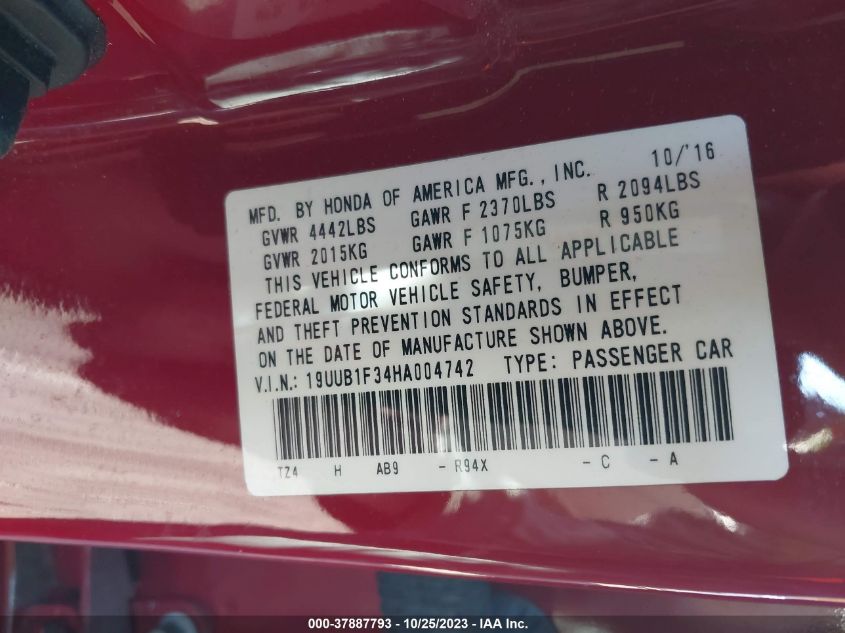 MFD. BY HONDA OF AMERICA MFG., INC. 10/'16
GVWR 4442LBS GAWR F 2370LBS R 2094LBS
GVWR 2015KG GAWR F 1075KG R 950KG
THIS VEHICLE CONFORMS TO ALL APPLICABLE
FEDERAL MOTOR VEHICLE SAFETY, BUMPER,
AND THEFT PREVENTION STANDARDS IN EFFECT
ON THE DATE OF MANUFACTURE SHOWN ABOVE.
V.I.N.: 19UUB1F34HA004742 TYPE: PASSENGER CAR
TZ4 H AB9 - R94X - C - A
000-37887793 - 10/25/2023 - IAA Inc.